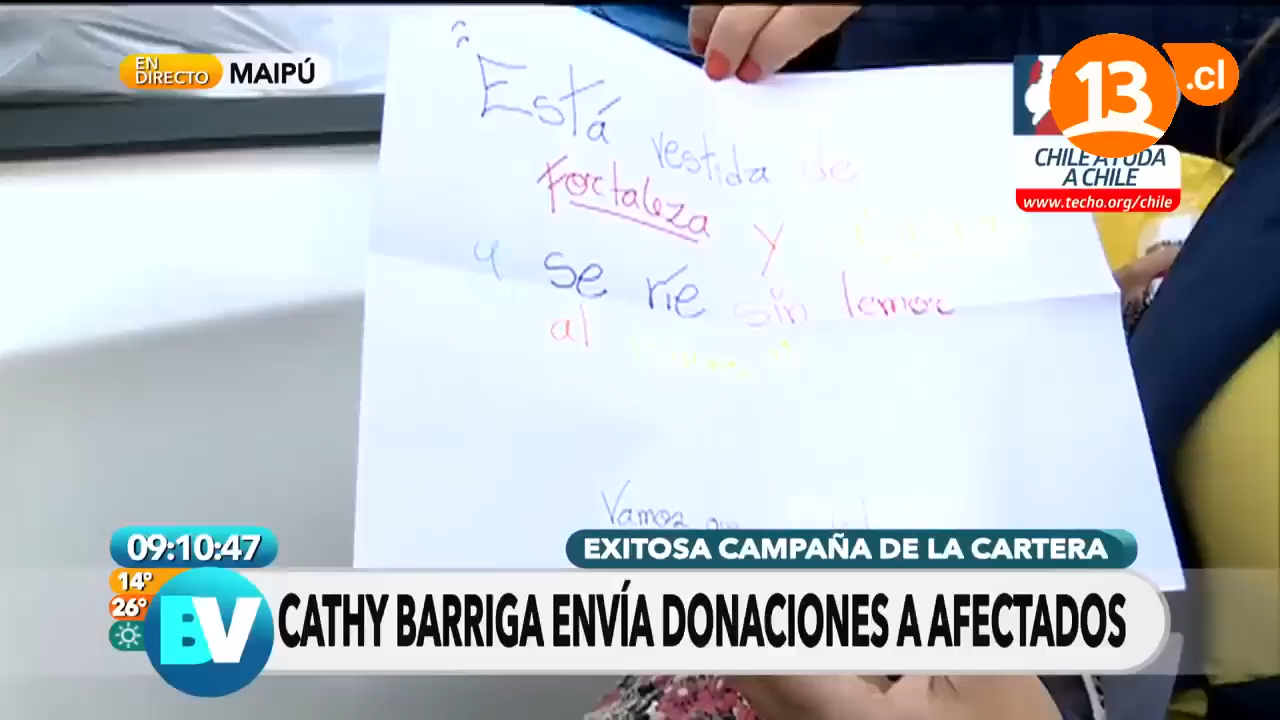 EN
DIRECTO MAIPÚ
13 .cl
CHILE AYUDA
A CHILE
www.techo.org/chile
Está
vestida de
Fortaleza y
y se ríe sin temor
al
Vamoz
09:10:47
EXITOSA CAMPAÑA DE LA CARTERA
14°
26°
BV
CATHY BARRIGA ENVÍA DONACIONES A AFECTADOS